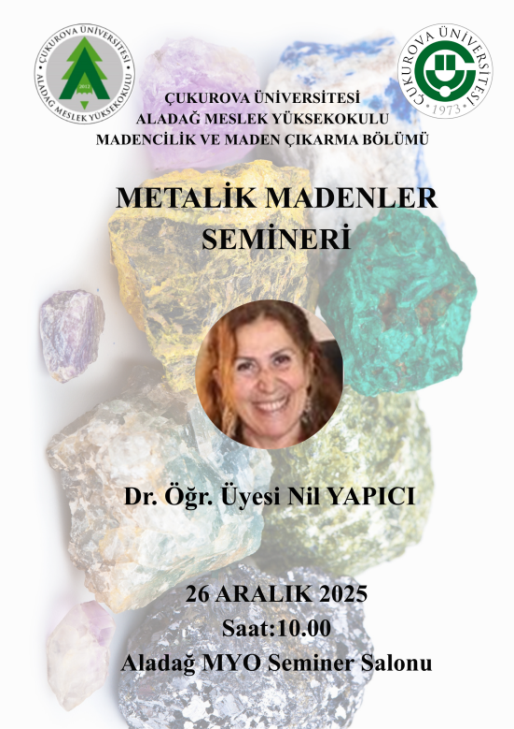 ÇUKUROVA ÜNİVERSİTESİ
ALADAĞ MESLEK YÜKSEKOKULU
ÇUKUROVA ÜNİVERSİTESİ
1973
ÇUKUROVA ÜNİVERSİTESİ
ALADAĞ MESLEK YÜKSEKOKULU
MADENCİLİK VE MADEN ÇIKARMA BÖLÜMÜ
METALİK MADENLER
SEMİNERİ
Dr. Öğr. Üyesi Nil YAPICI
26 ARALIK 2025
Saat:10.00
Aladağ MYO Seminer Salonu